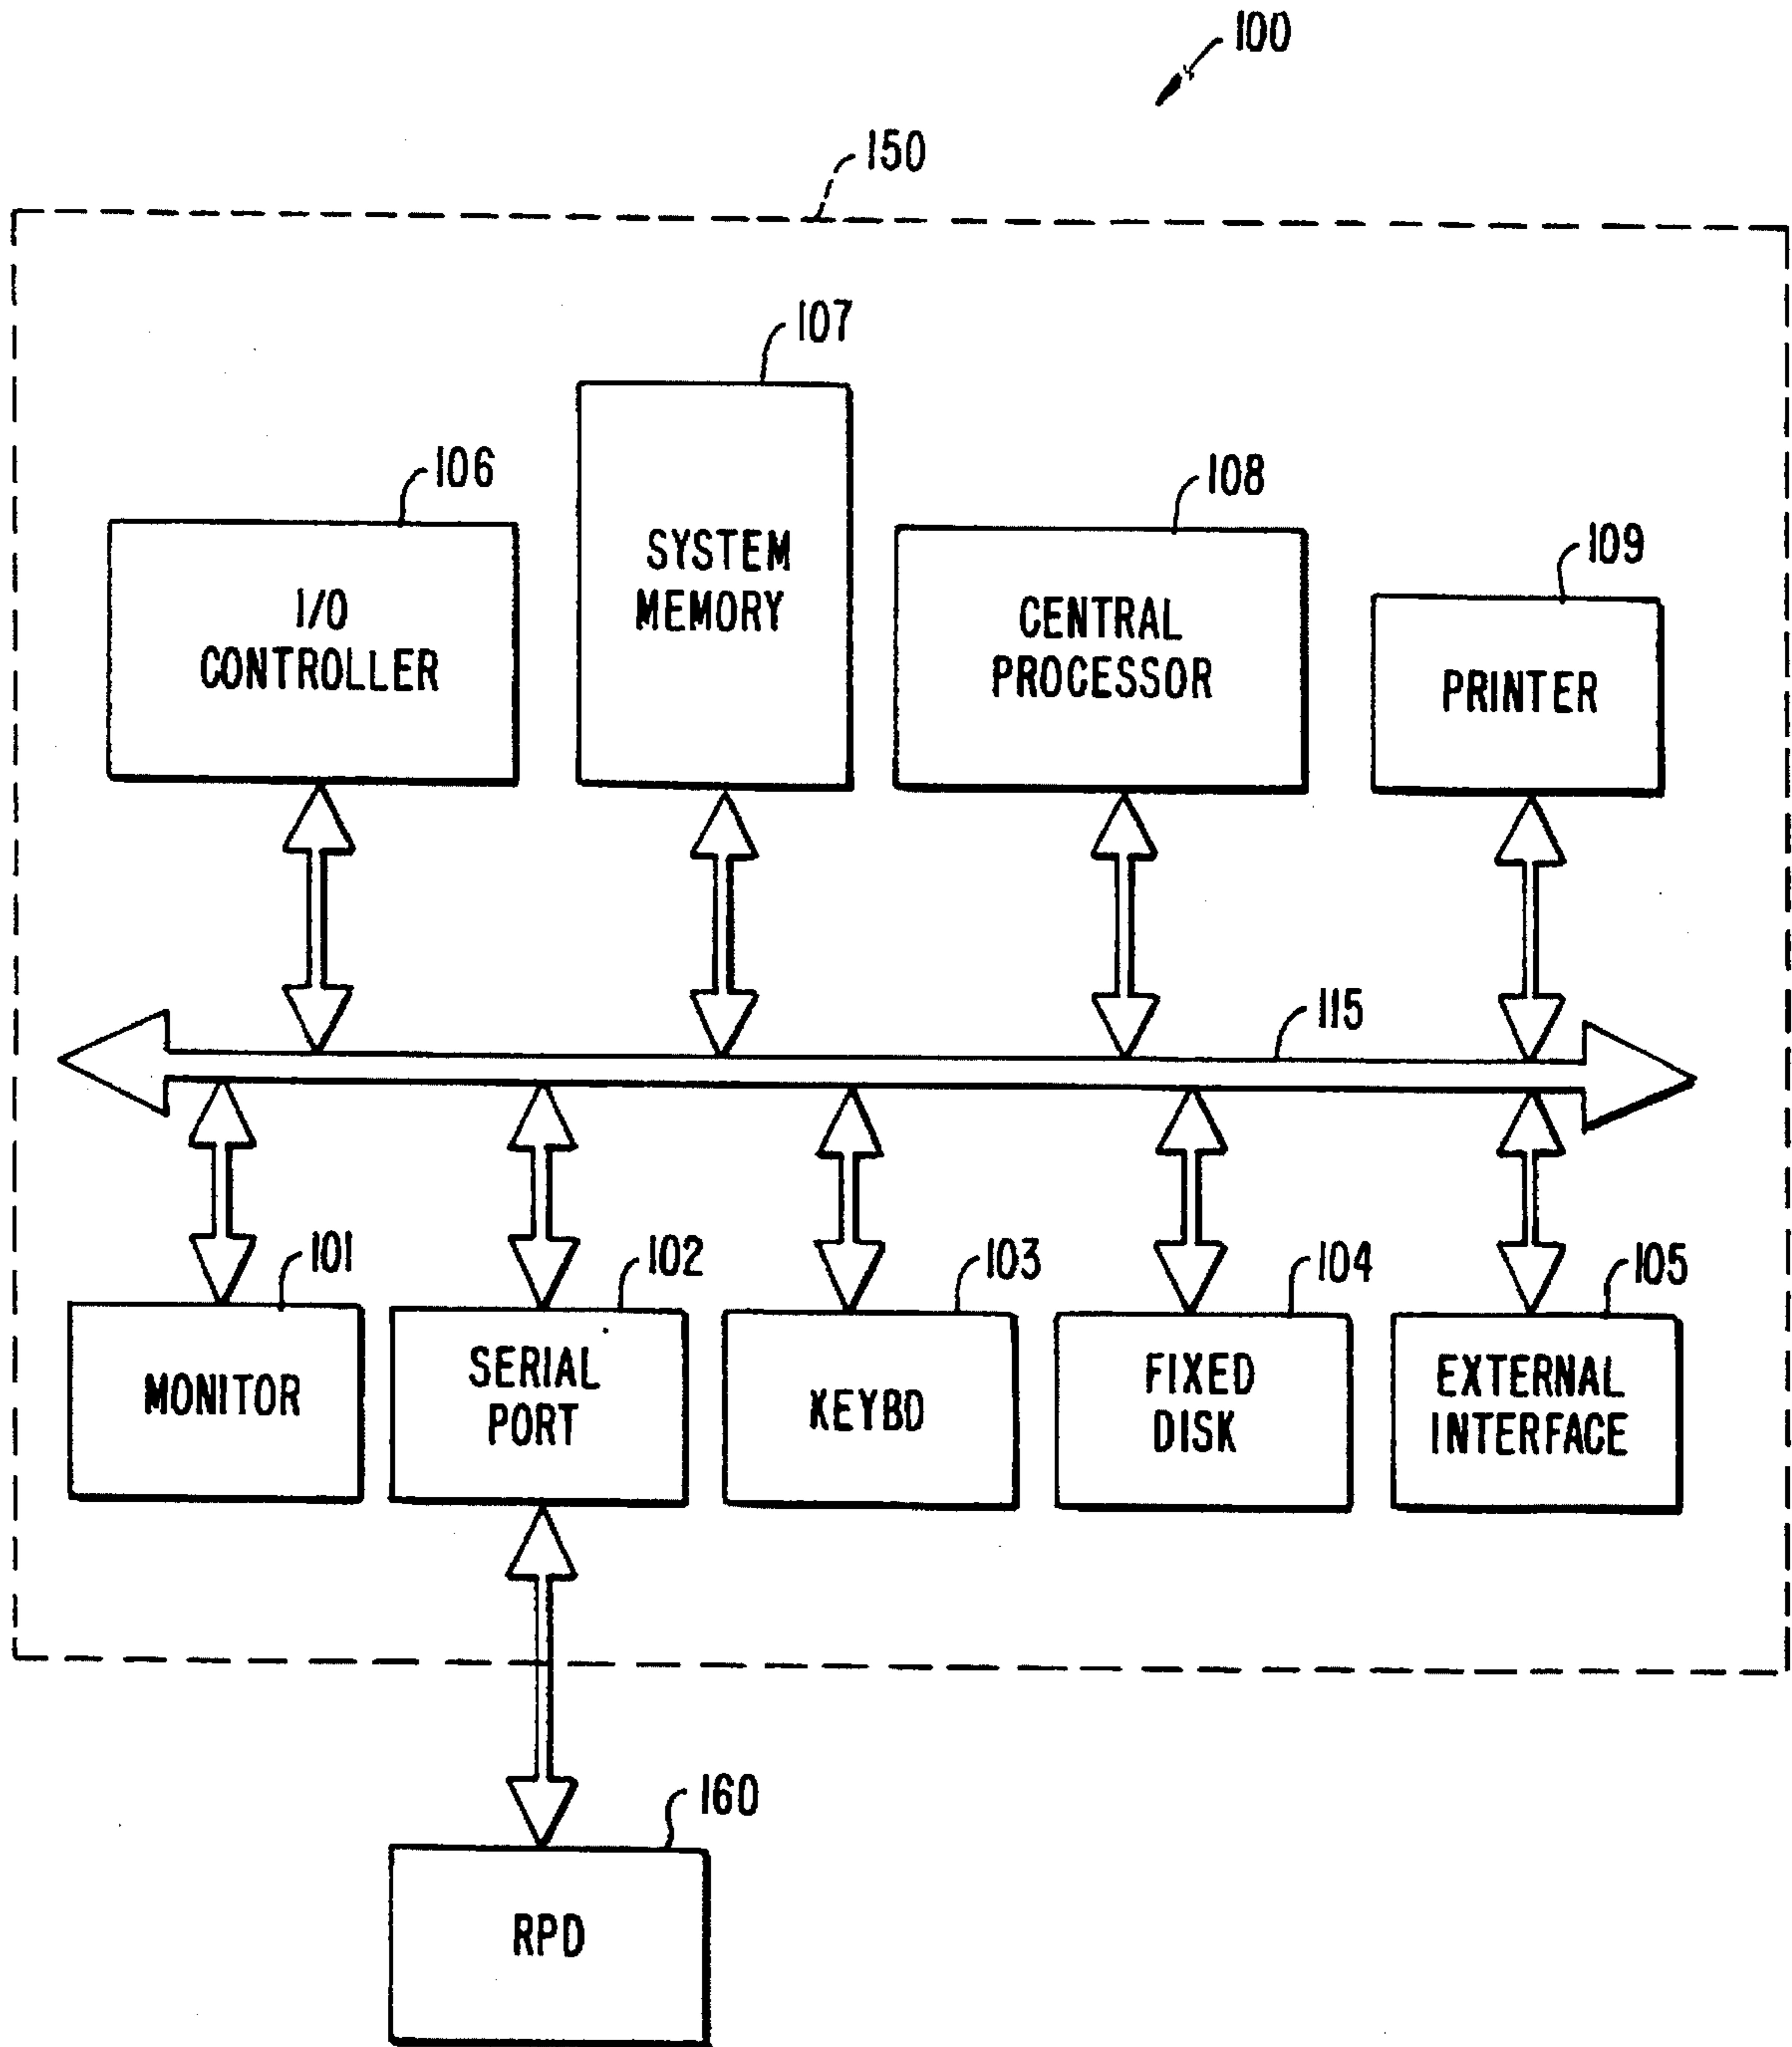 100
150
107
106
108
109
SYSTEM
MEMORY
I/O
CONTROLLER
CENTRAL
PROCESSOR
PRINTER
115
101
102
103
104
105
MONITOR
SERIAL
PORT
KEYBD
FIXED
DISK
EXTERNAL
INTERFACE
160
RPD